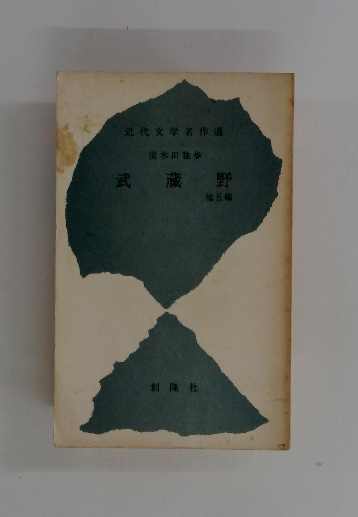 近代文学名作選
国木田独歩
武蔵野
他五編
創隆社